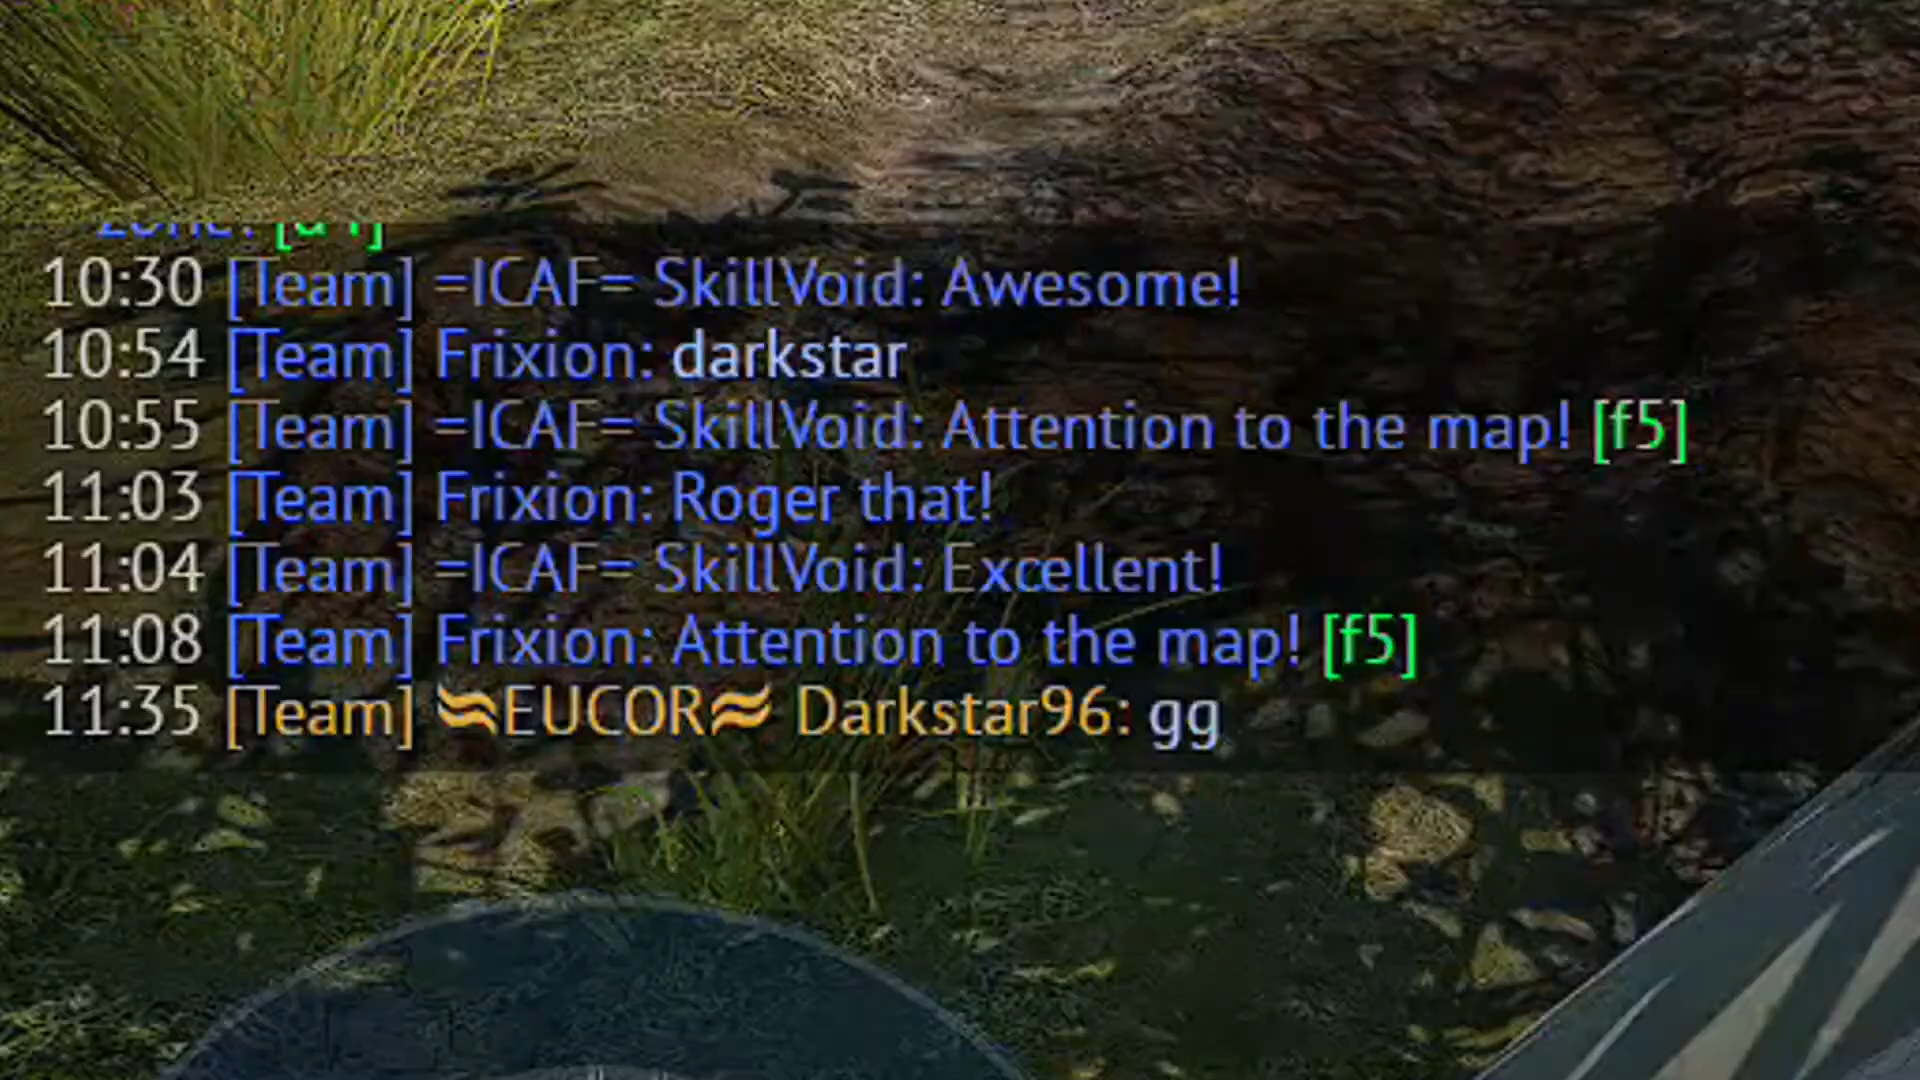 10:30 [Team] =ICAF= SkillVoid: Awesome!
10:54 [Team] Frixion: darkstar
10:55 [Team] =ICAF= SkillVoid: Attention to the map! [f5]
11:03 [Team] Frixion: Roger that!
11:04 [Team] =ICAF= SkillVoid: Excellent!
11:08 [Team] Frixion: Attention to the map! [f5]
11:35 [Team] ≈EUCOR≈ Darkstar96: gg